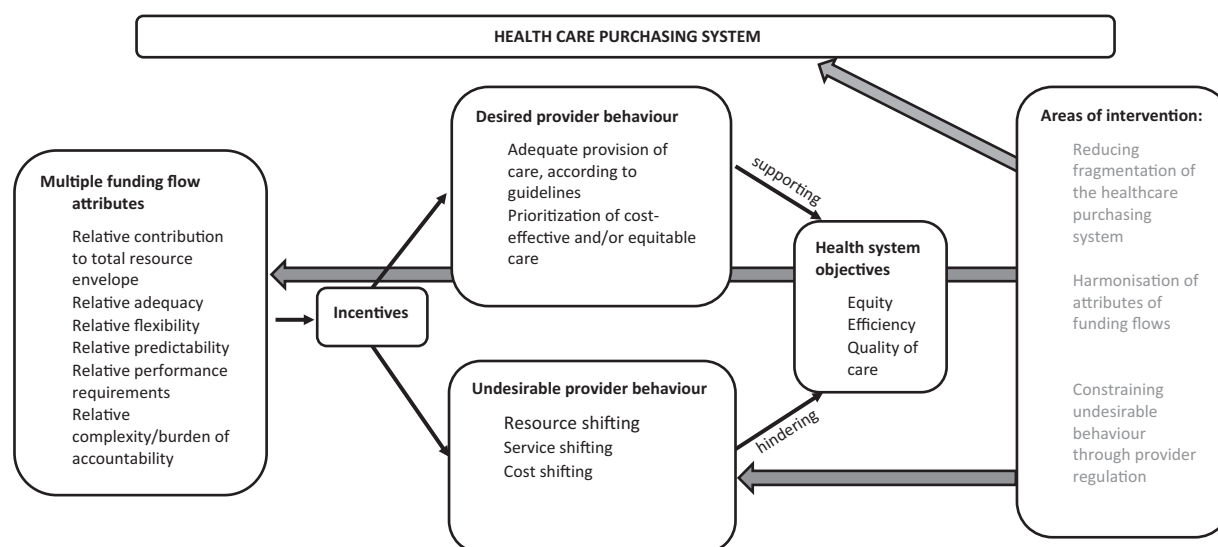 HEALTH CARE PURCHASING SYSTEM
Multiple funding flow
attributes
Relative contribution
to total resource
envelope
Relative adequacy
Relative flexibility
Relative predictability
Relative performance
requirements
Relative
complexity/burden of
accountability
Incentives
Desired provider behaviour
Adequate provision of
care, according to
guidelines
Prioritization of cost-
effective and/or equitable
care
Undesirable provider behaviour
Resource shifting
Service shifting
Cost shifting
supporting
hindering
Health system
objectives
Equity
Efficiency
Quality of
care
Areas of intervention:
Reducing
fragmentation of
the healthcare
purchasing
system
Harmonisation of
attributes of
funding flows
Constraining
undesirable
behaviour
through provider
regulation